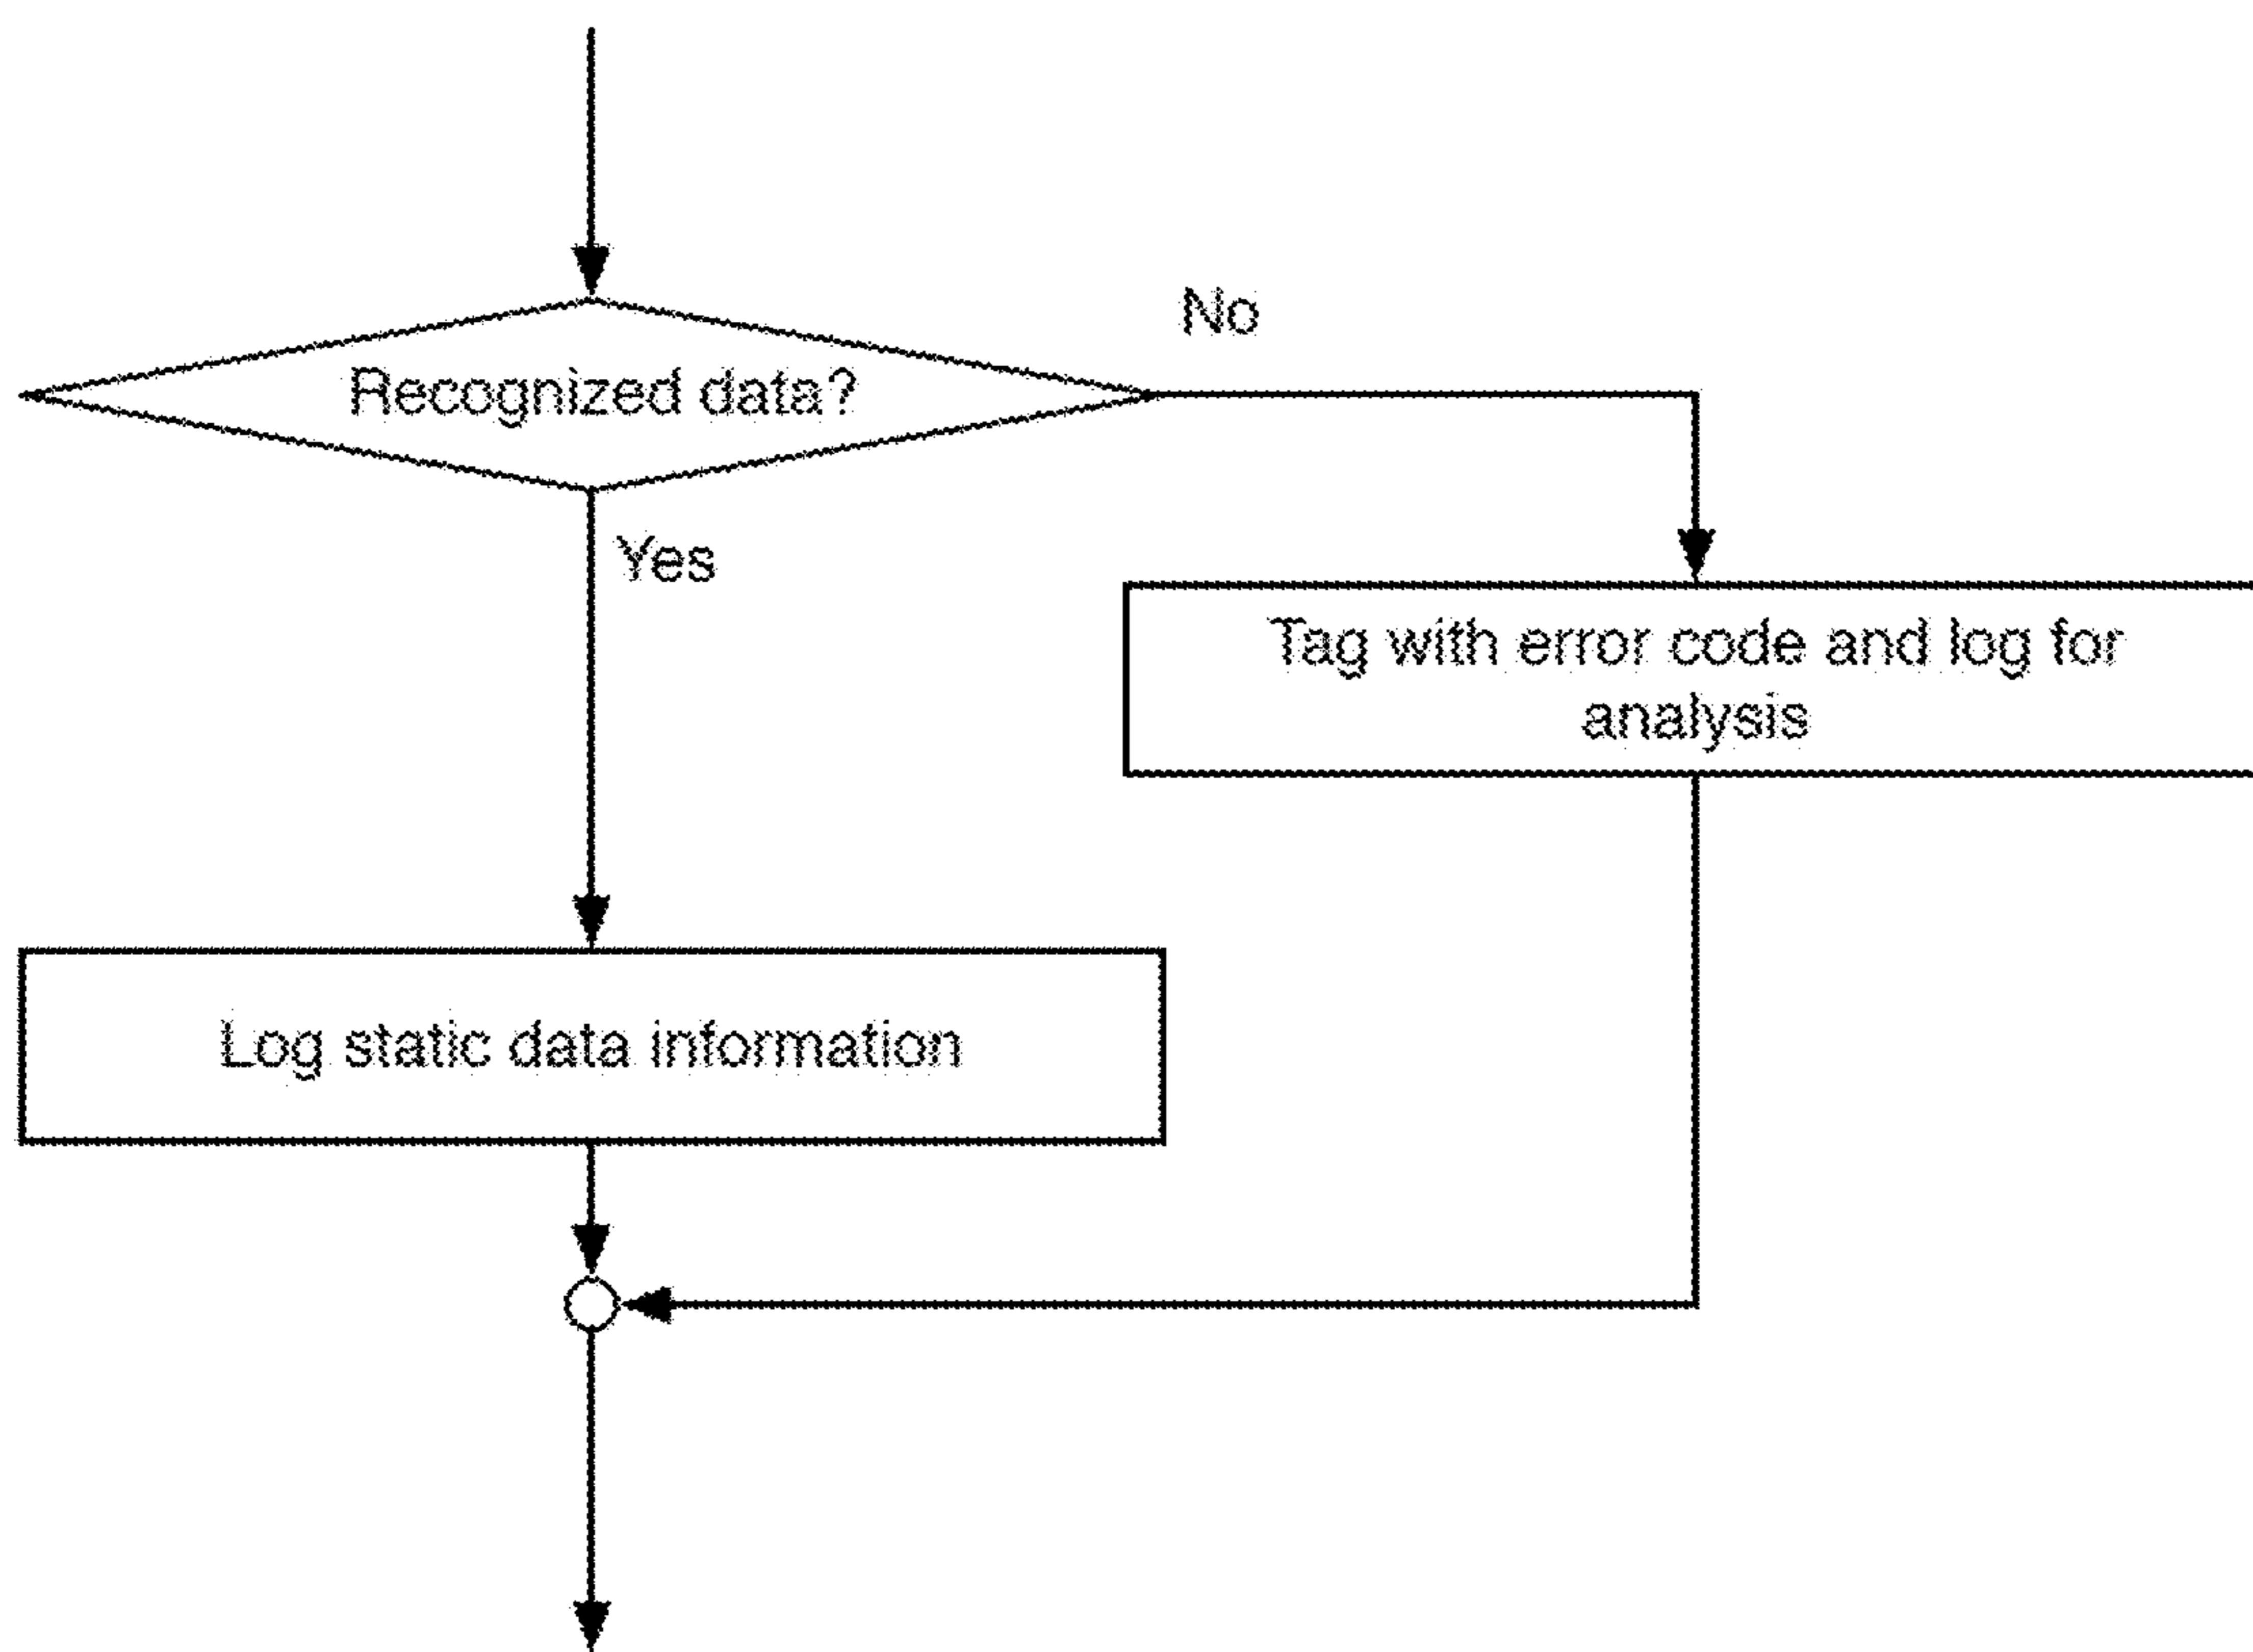 No
Recognized data?
Yes
Tag with error code and log for
analysis
Log static data information